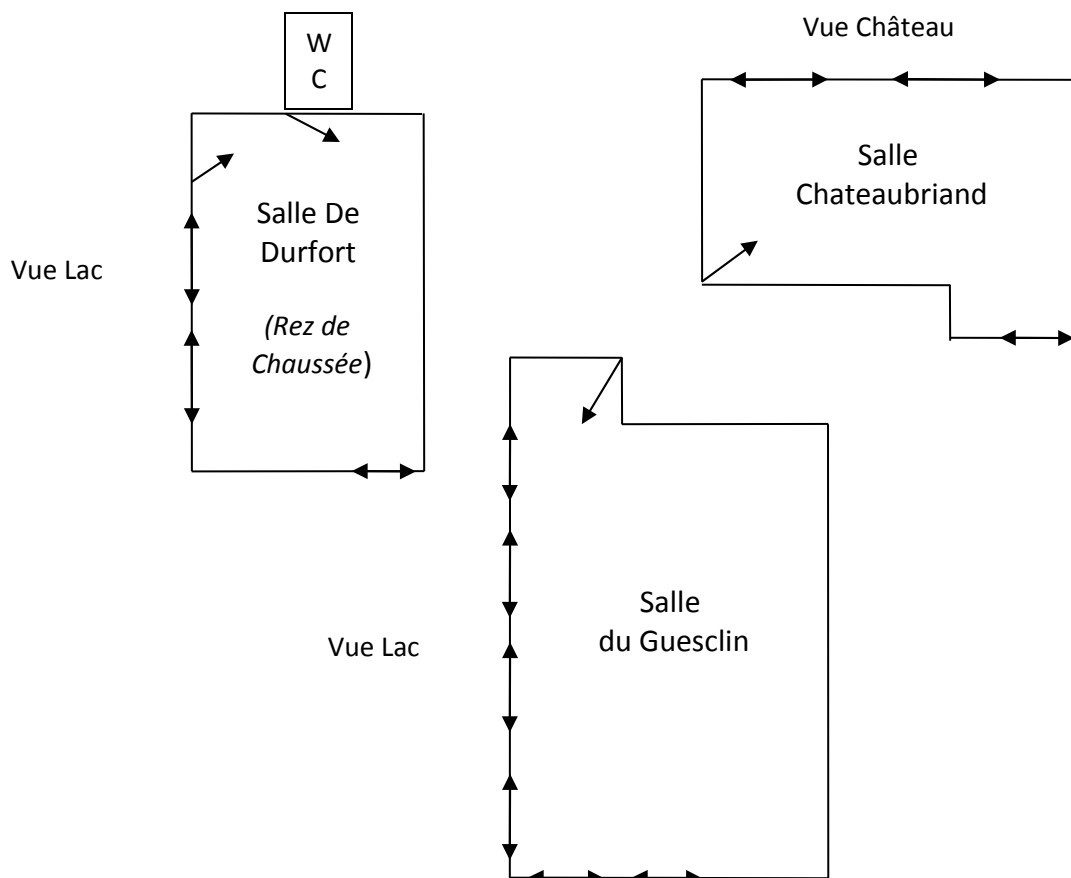 W
C
Vue Château
Salle
Chateaubriand
Salle De
Durfort
Vue Lac
(Rez de
Chaussée)
Salle
du Guesclin
Vue Lac